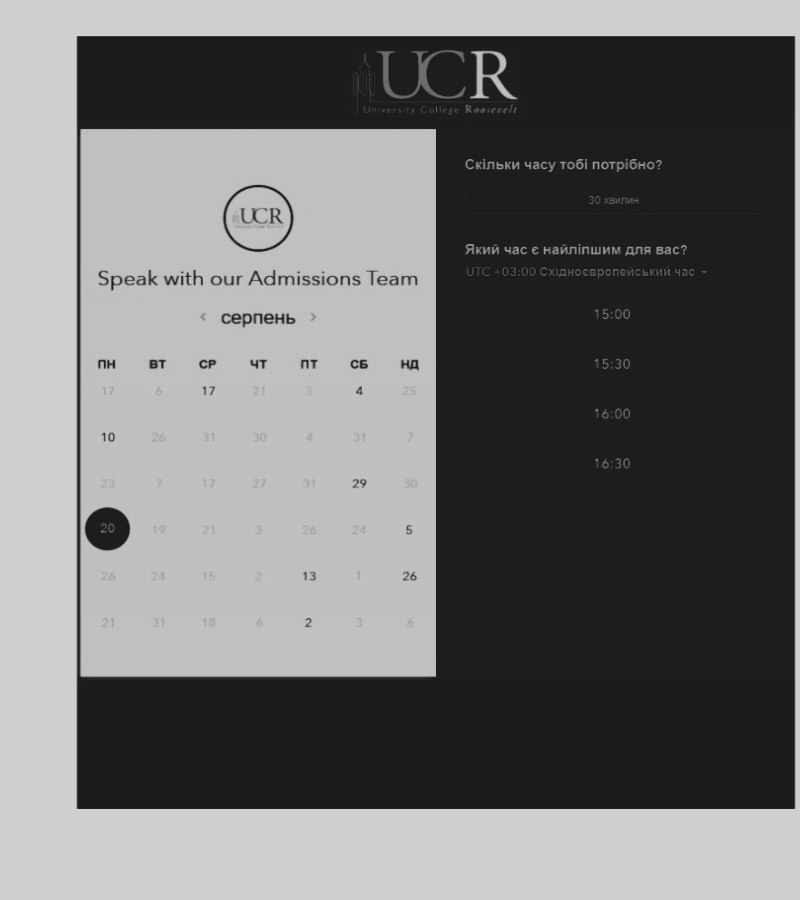 UCR
University College Roosevelt
UCR
Speak with our Admissions Team
< серпень >
ПН ВТ СР ЧТ ПТ СБ НД
17 6 17 21 3 4 25
10 26 31 30 4 31 7
23 7 17 27 31 29 30
20 19 21 3 26 24 5
26 24 15 2 13 1 26
21 31 18 6 2 3 6
Скільки часу тобі потрібно?
30 хвилин
Який час є найліпшим для вас?
UTC +03:00 Східноєвропейський час
15:00
15:30
16:00
16:30